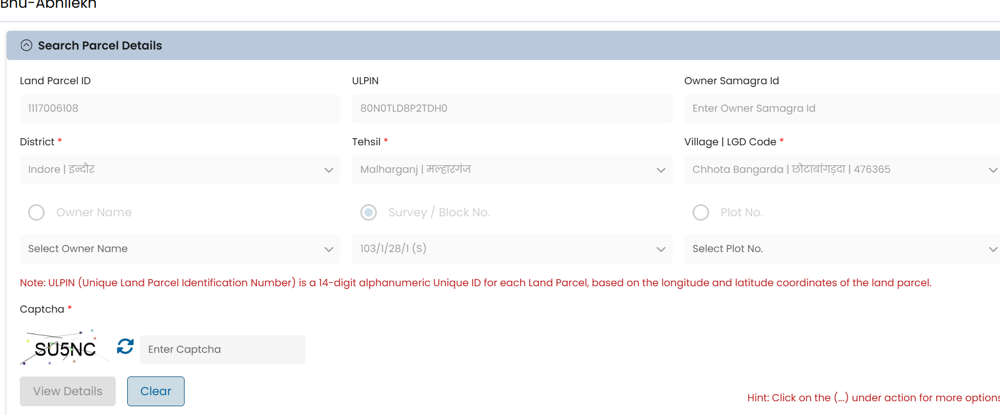 Bhu-Abhilekh
Search Parcel Details
Land Parcel ID
ULPIN
Owner Samagra Id
1117006108
80N0TLD8P2TDH0
Enter Owner Samagra Id
District *
Tehsil *
Village | LGD Code *
Indore | इन्दौर
Malharganj | मल्हारगंज
Chhota Bangarda | छोटाबांगड़दा | 476365
Owner Name
Survey / Block No.
Plot No.
Select Owner Name
103/1/28/1 (S)
Select Plot No.
Note: ULPIN (Unique Land Parcel Identification Number) is a 14-digit alphanumeric Unique ID for each Land Parcel, based on the longitude and latitude coordinates of the land parcel.
Captcha *
SU5NC
Enter Captcha
View Details
Clear
Hint: Click on the (...) under action for more options